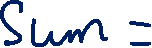 Sum =